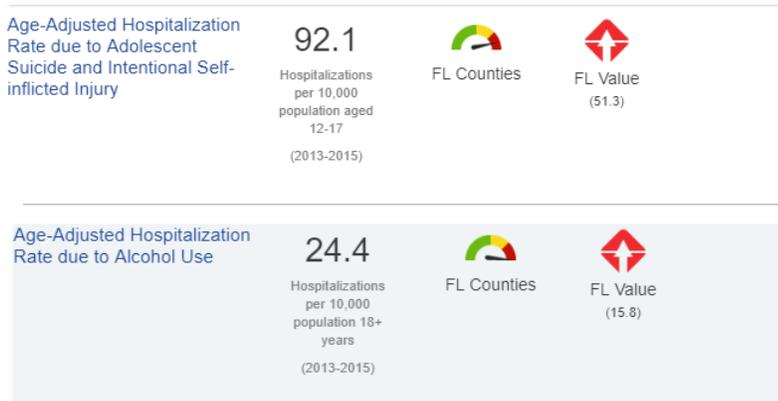 Age-Adjusted Hospitalization
Rate due to Adolescent
Suicide and Intentional Self-
inflicted Injury
92.1
Hospitalizations
per 10,000
population aged
12-17
(2013-2015)
FL Counties
FL Value
(51.3)
Age-Adjusted Hospitalization
Rate due to Alcohol Use
24.4
Hospitalizations
per 10,000
population 18+
years
(2013-2015)
FL Counties
FL Value
(15.8)